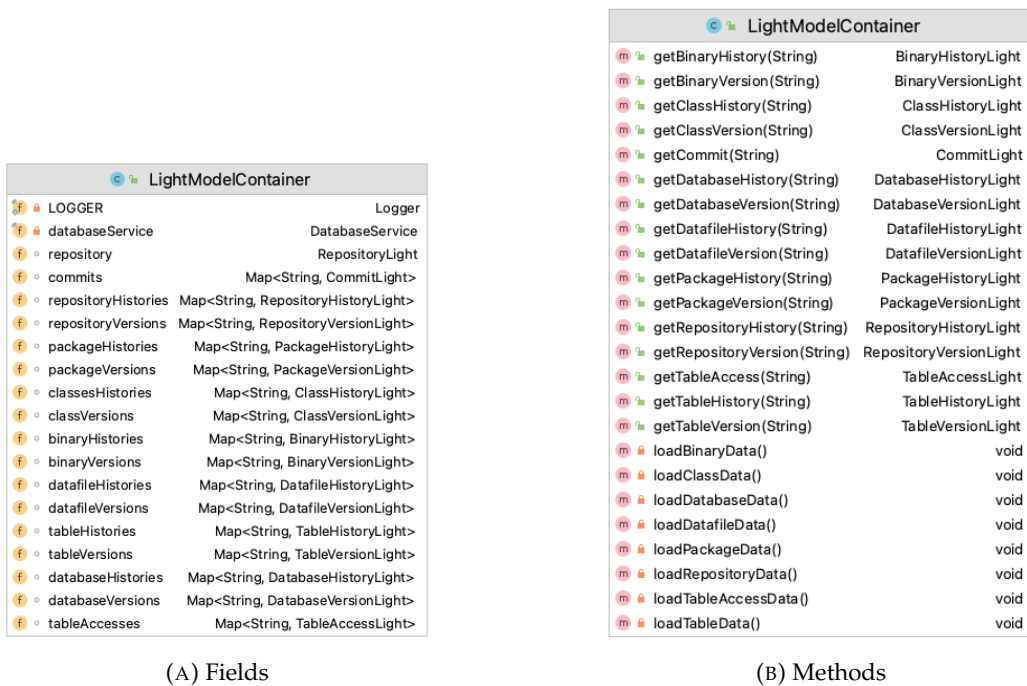 LightModelContainer
LOGGER Logger
databaseService DatabaseService
repository RepositoryLight
commits Map<String, CommitLight>
repositoryHistories Map<String, RepositoryHistoryLight>
repositoryVersions Map<String, RepositoryVersionLight>
packageHistories Map<String, PackageHistoryLight>
packageVersions Map<String, PackageVersionLight>
classesHistories Map<String, ClassHistoryLight>
classVersions Map<String, ClassVersionLight>
binaryHistories Map<String, BinaryHistoryLight>
binaryVersions Map<String, BinaryVersionLight>
datafileHistories Map<String, DatafileHistoryLight>
datafileVersions Map<String, DatafileVersionLight>
tableHistories Map<String, TableHistoryLight>
tableVersions Map<String, TableVersionLight>
databaseHistories Map<String, DatabaseHistoryLight>
databaseVersions Map<String, DatabaseVersionLight>
tableAccesses Map<String, TableAccessLight>
(A) Fields
LightModelContainer
getBinaryHistory(String) BinaryHistoryLight
getBinaryVersion(String) BinaryVersionLight
getClassHistory(String) ClassHistoryLight
getClassVersion(String) ClassVersionLight
getCommit(String) CommitLight
getDatabaseHistory(String) DatabaseHistoryLight
getDatabaseVersion(String) DatabaseVersionLight
getDatafileHistory(String) DatafileHistoryLight
getDatafileVersion(String) DatafileVersionLight
getPackageHistory(String) PackageHistoryLight
getPackageVersion(String) PackageVersionLight
getRepositoryHistory(String) RepositoryHistoryLight
getRepositoryVersion(String) RepositoryVersionLight
getTableAccess(String) TableAccessLight
getTableHistory(String) TableHistoryLight
getTableVersion(String) TableVersionLight
loadBinaryData() void
loadClassData() void
loadDatabaseData() void
loadDatafileData() void
loadPackageData() void
loadRepositoryData() void
loadTableAccessData() void
loadTableData() void
(B) Methods